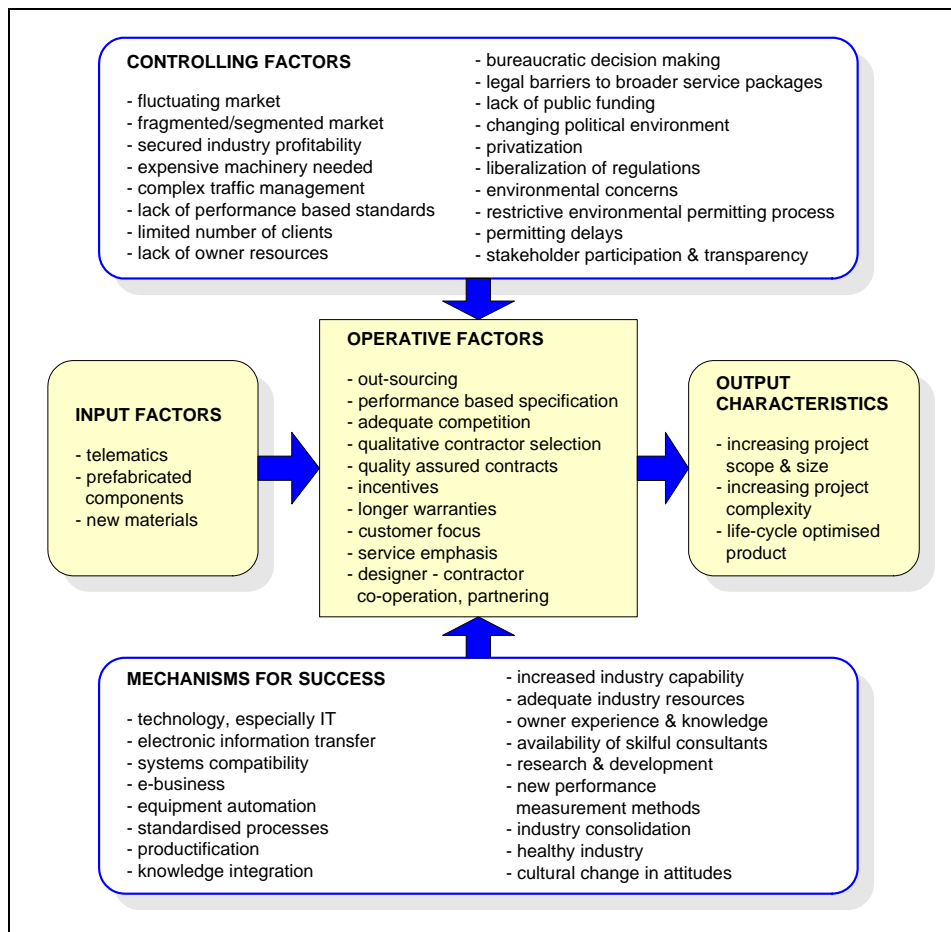 CONTROLLING FACTORS
- fluctuating market
- fragmented/segmented market
- secured industry profitability
- expensive machinery needed
- complex traffic management
- lack of performance based standards
- limited number of clients
- lack of owner resources
- bureaucratic decision making
- legal barriers to broader service packages
- lack of public funding
- changing political environment
- privatization
- liberalization of regulations
- environmental concerns
- restrictive environmental permitting process
- permitting delays
- stakeholder participation & transparency
INPUT FACTORS
- telematics
- prefabricated
components
- new materials
OPERATIVE FACTORS
- out-sourcing
- performance based specification
- adequate competition
- qualitative contractor selection
- quality assured contracts
- incentives
- longer warranties
- customer focus
- service emphasis
- designer - contractor
co-operation, partnering
OUTPUT
CHARACTERISTICS
- increasing project
scope & size
- increasing project
complexity
- life-cycle optimised
product
MECHANISMS FOR SUCCESS
- technology, especially IT
- electronic information transfer
- systems compatibility
- e-business
- equipment automation
- standardised processes
- productification
- knowledge integration
- increased industry capability
- adequate industry resources
- owner experience & knowledge
- availability of skilful consultants
- research & development
- new performance
measurement methods
- industry consolidation
- healthy industry
- cultural change in attitudes